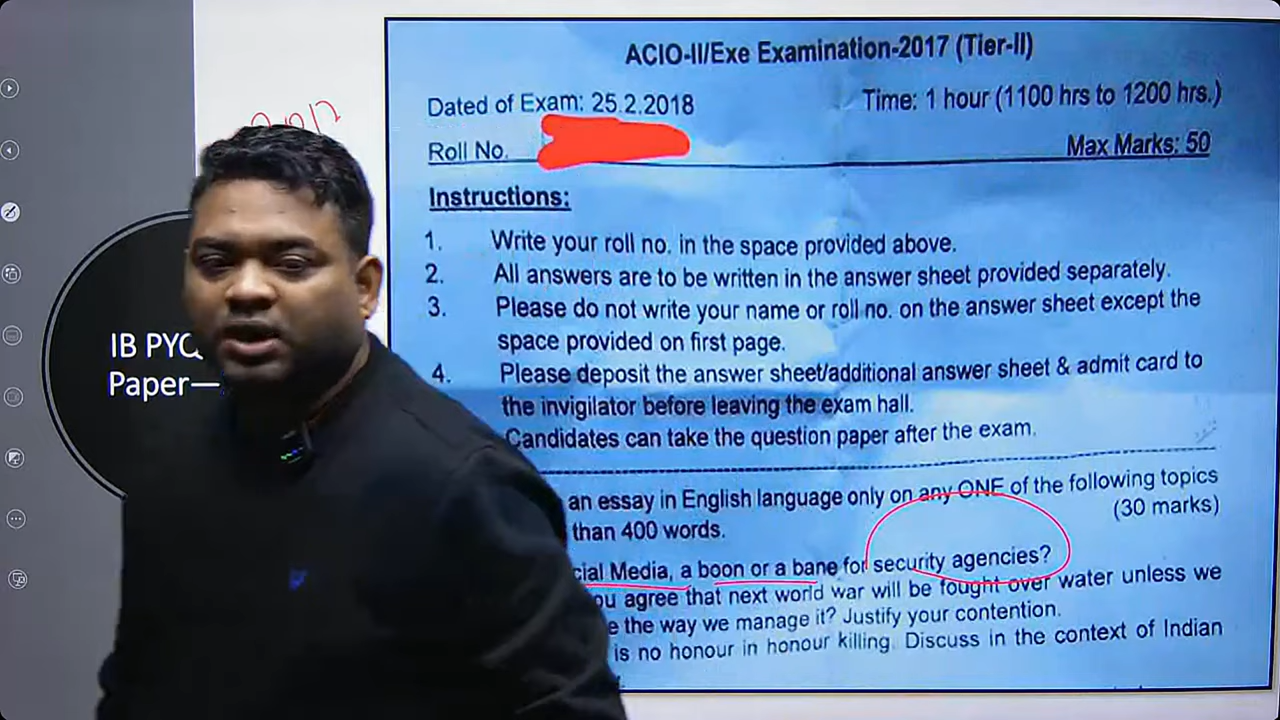 ACIO-II/Exe Examination-2017 (Tier-II)
Dated of Exam: 25.2.2018 Time: 1 hour (1100 hrs to 1200 hrs.)
Roll No. Max Marks: 50
Instructions:
1. Write your roll no. in the space provided above.
2. All answers are to be written in the answer sheet provided separately.
3. Please do not write your name or roll no. on the answer sheet except the
space provided on first page.
4. Please deposit the answer sheet/additional answer sheet & admit card to
the invigilator before leaving the exam hall.
Candidates can take the question paper after the exam.
an essay in English language only on any ONE of the following topics
than 400 words. (30 marks)
cial Media, a boon or a bane for security agencies?
ou agree that next world war will be fought over water unless we
e the way we manage it? Justify your contention.
is no honour in honour killing. Discuss in the context of Indian
IB PYQ
Paper—